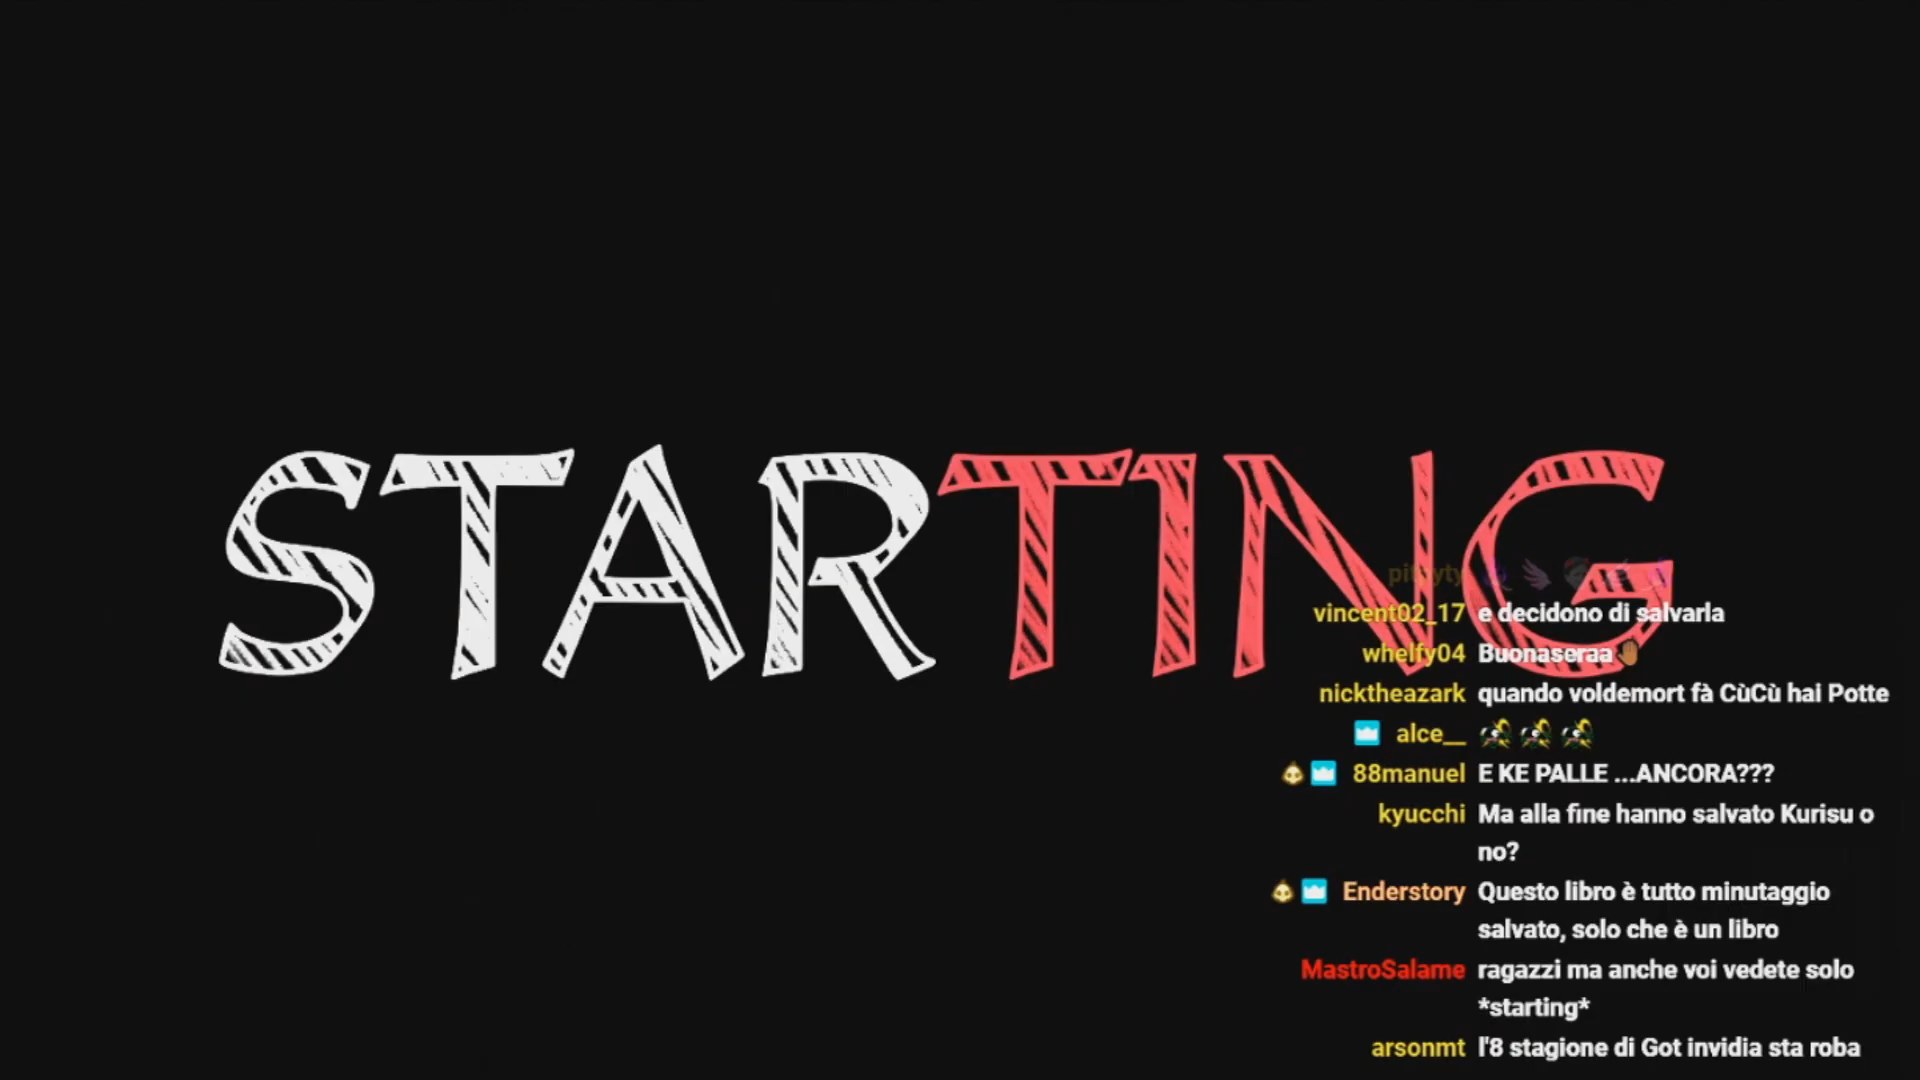 STARTING
vincent02_17 e decidono di salvarla
whelfy04 Buonaseraa
nicktheazark quando voldemort fà CùCù hai Potte
alce__
88manuel E KE PALLE ...ANCORA???
kyucchi Ma alla fine hanno salvato Kurisu o
no?
Enderstory Questo libro è tutto minutaggio
salvato, solo che è un libro
MastroSalame ragazzi ma anche voi vedete solo
*starting*
arsonmt l'8 stagione di Got invidia sta roba